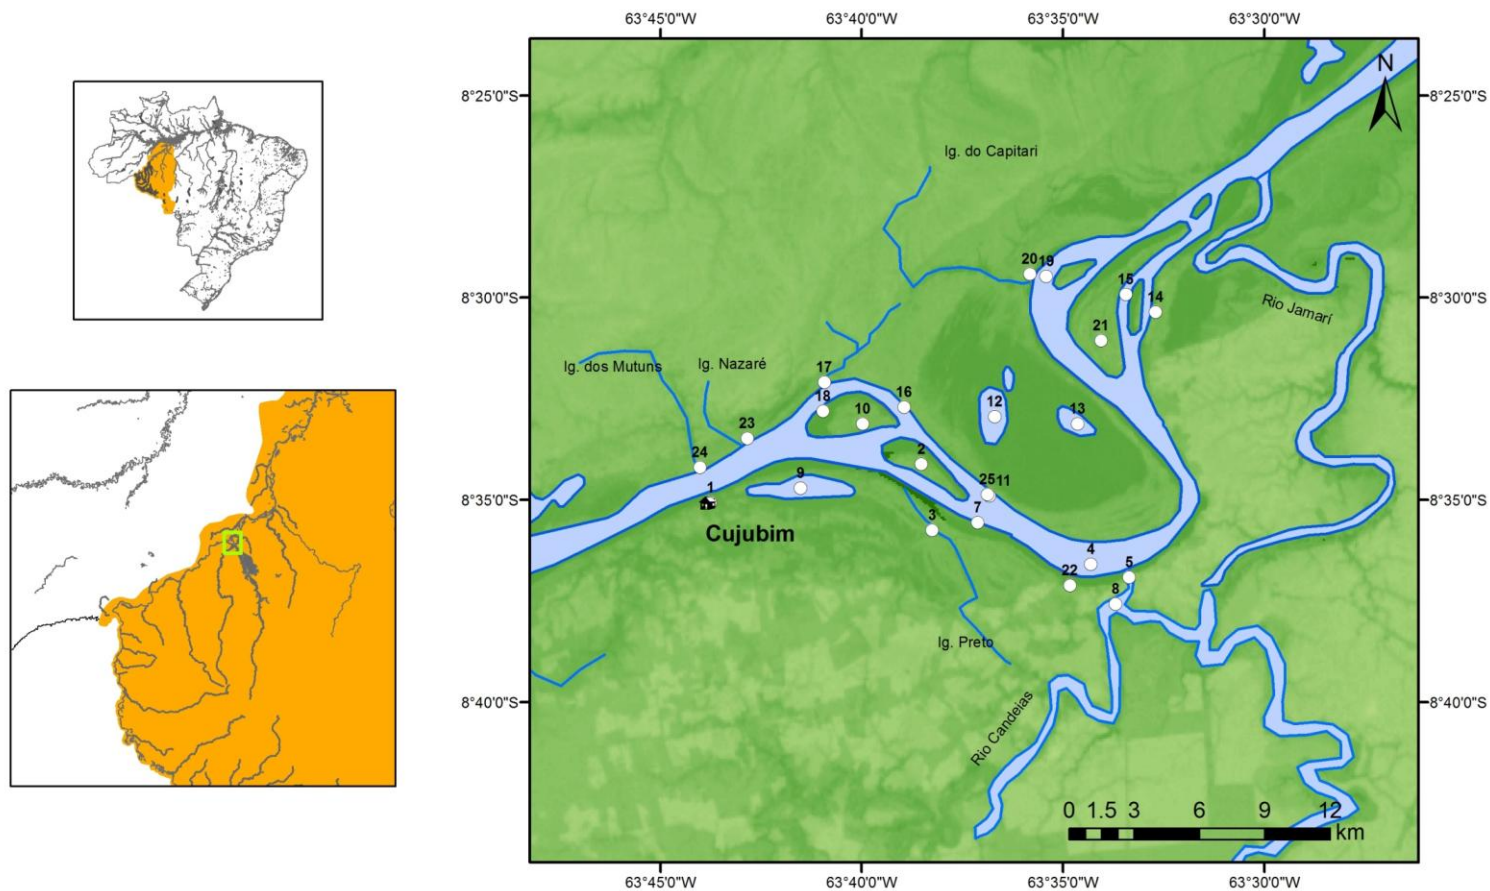 63°45'0"W 63°40'0"W 63°35'0"W 63°30'0"W
N
8°25'0"S 8°25'0"S
Ig. do Capitari
20 19
15
8°30'0"S 8°30'0"S
14
Rio Jamarí
21
Ig. dos Mutuns Ig. Nazaré
17
16
18 10 12 13
23
2
24
9 25 11
1
8°35'0"S 8°35'0"S
3 7
Cujubim
4
22 5
8
Ig. Preto
8°40'0"S 8°40'0"S
Rio Candeias
0 1.5 3 6 9 12
km
63°45'0"W 63°40'0"W 63°35'0"W 63°30'0"W